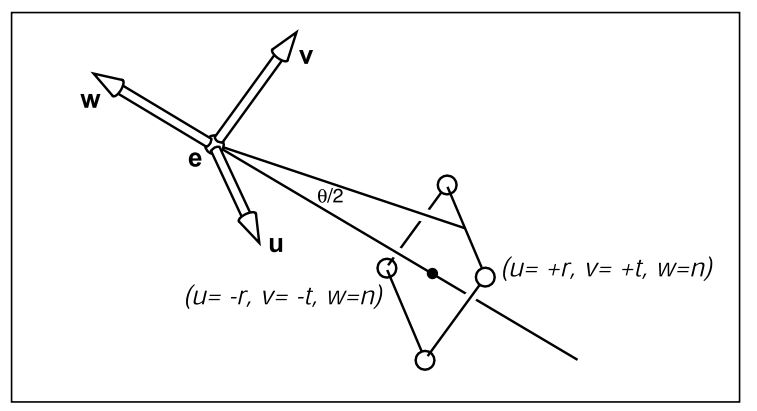 v
w
e
θ/2
u
(u= +r, v= +t, w=n)
(u= -r, v= -t, w=n)